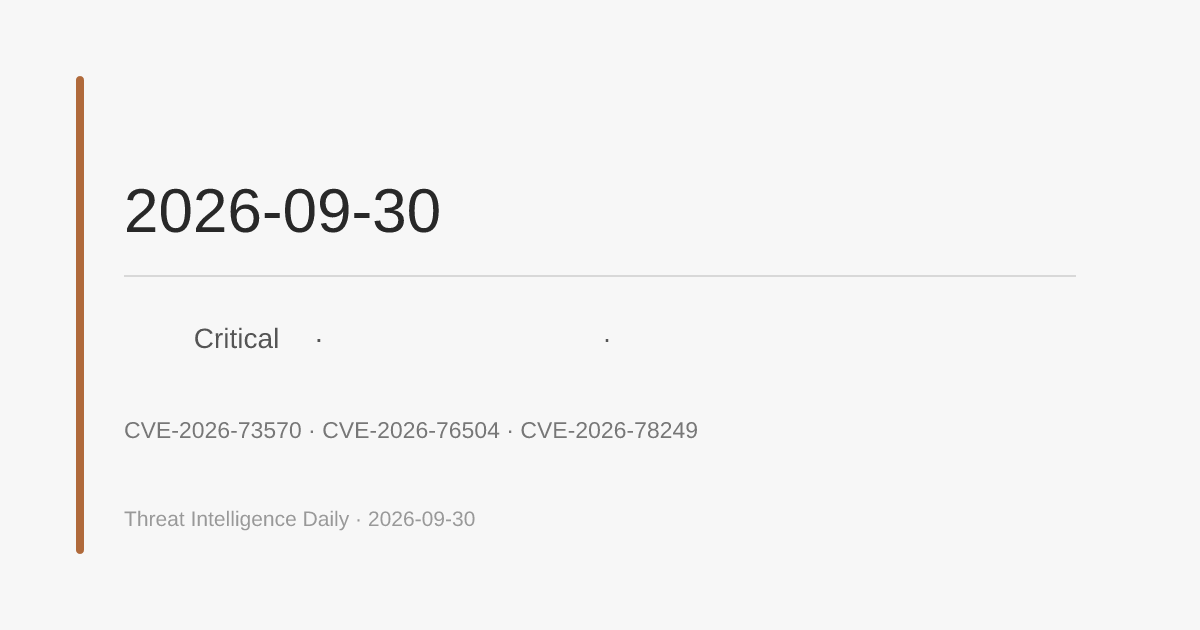 2026-09-30
Critical · ·
CVE-2026-73570 · CVE-2026-76504 · CVE-2026-78249
Threat Intelligence Daily · 2026-09-30